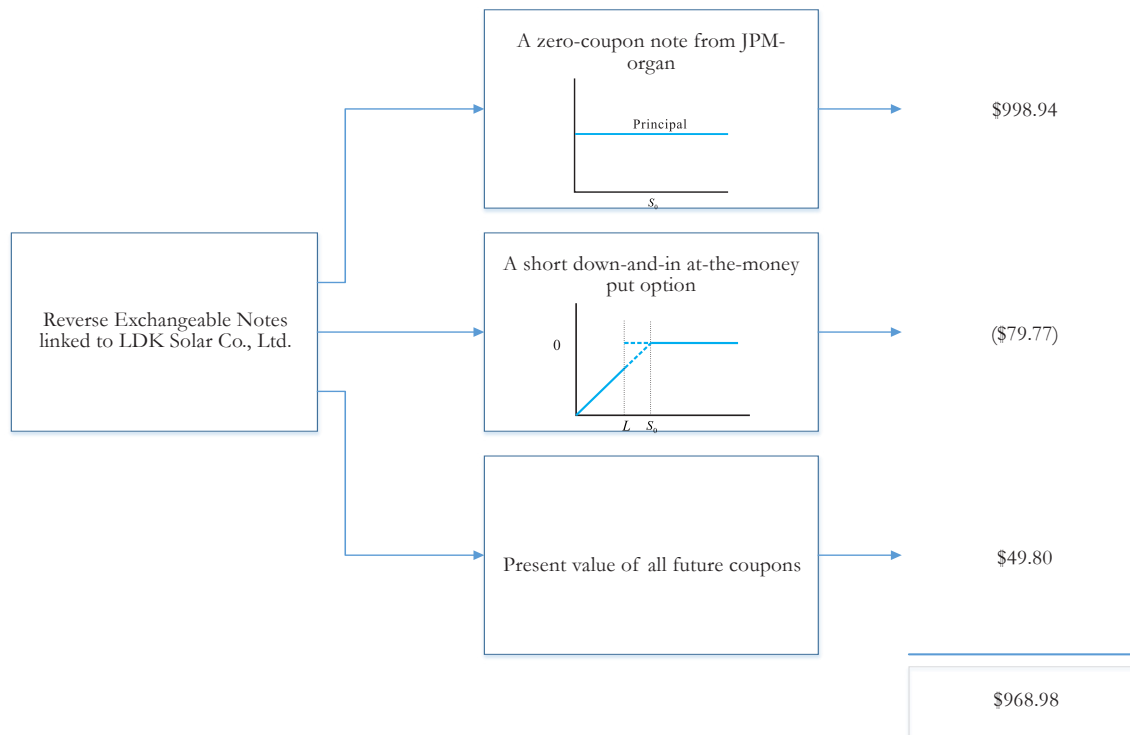 A zero-coupon note from JPM-
organ
Principal
S₀
$998.94
Reverse Exchangeable Notes
linked to LDK Solar Co., Ltd.
A short down-and-in at-the-money
put option
0
L S₀
($79.77)
Present value of all future coupons
$49.80
$968.98